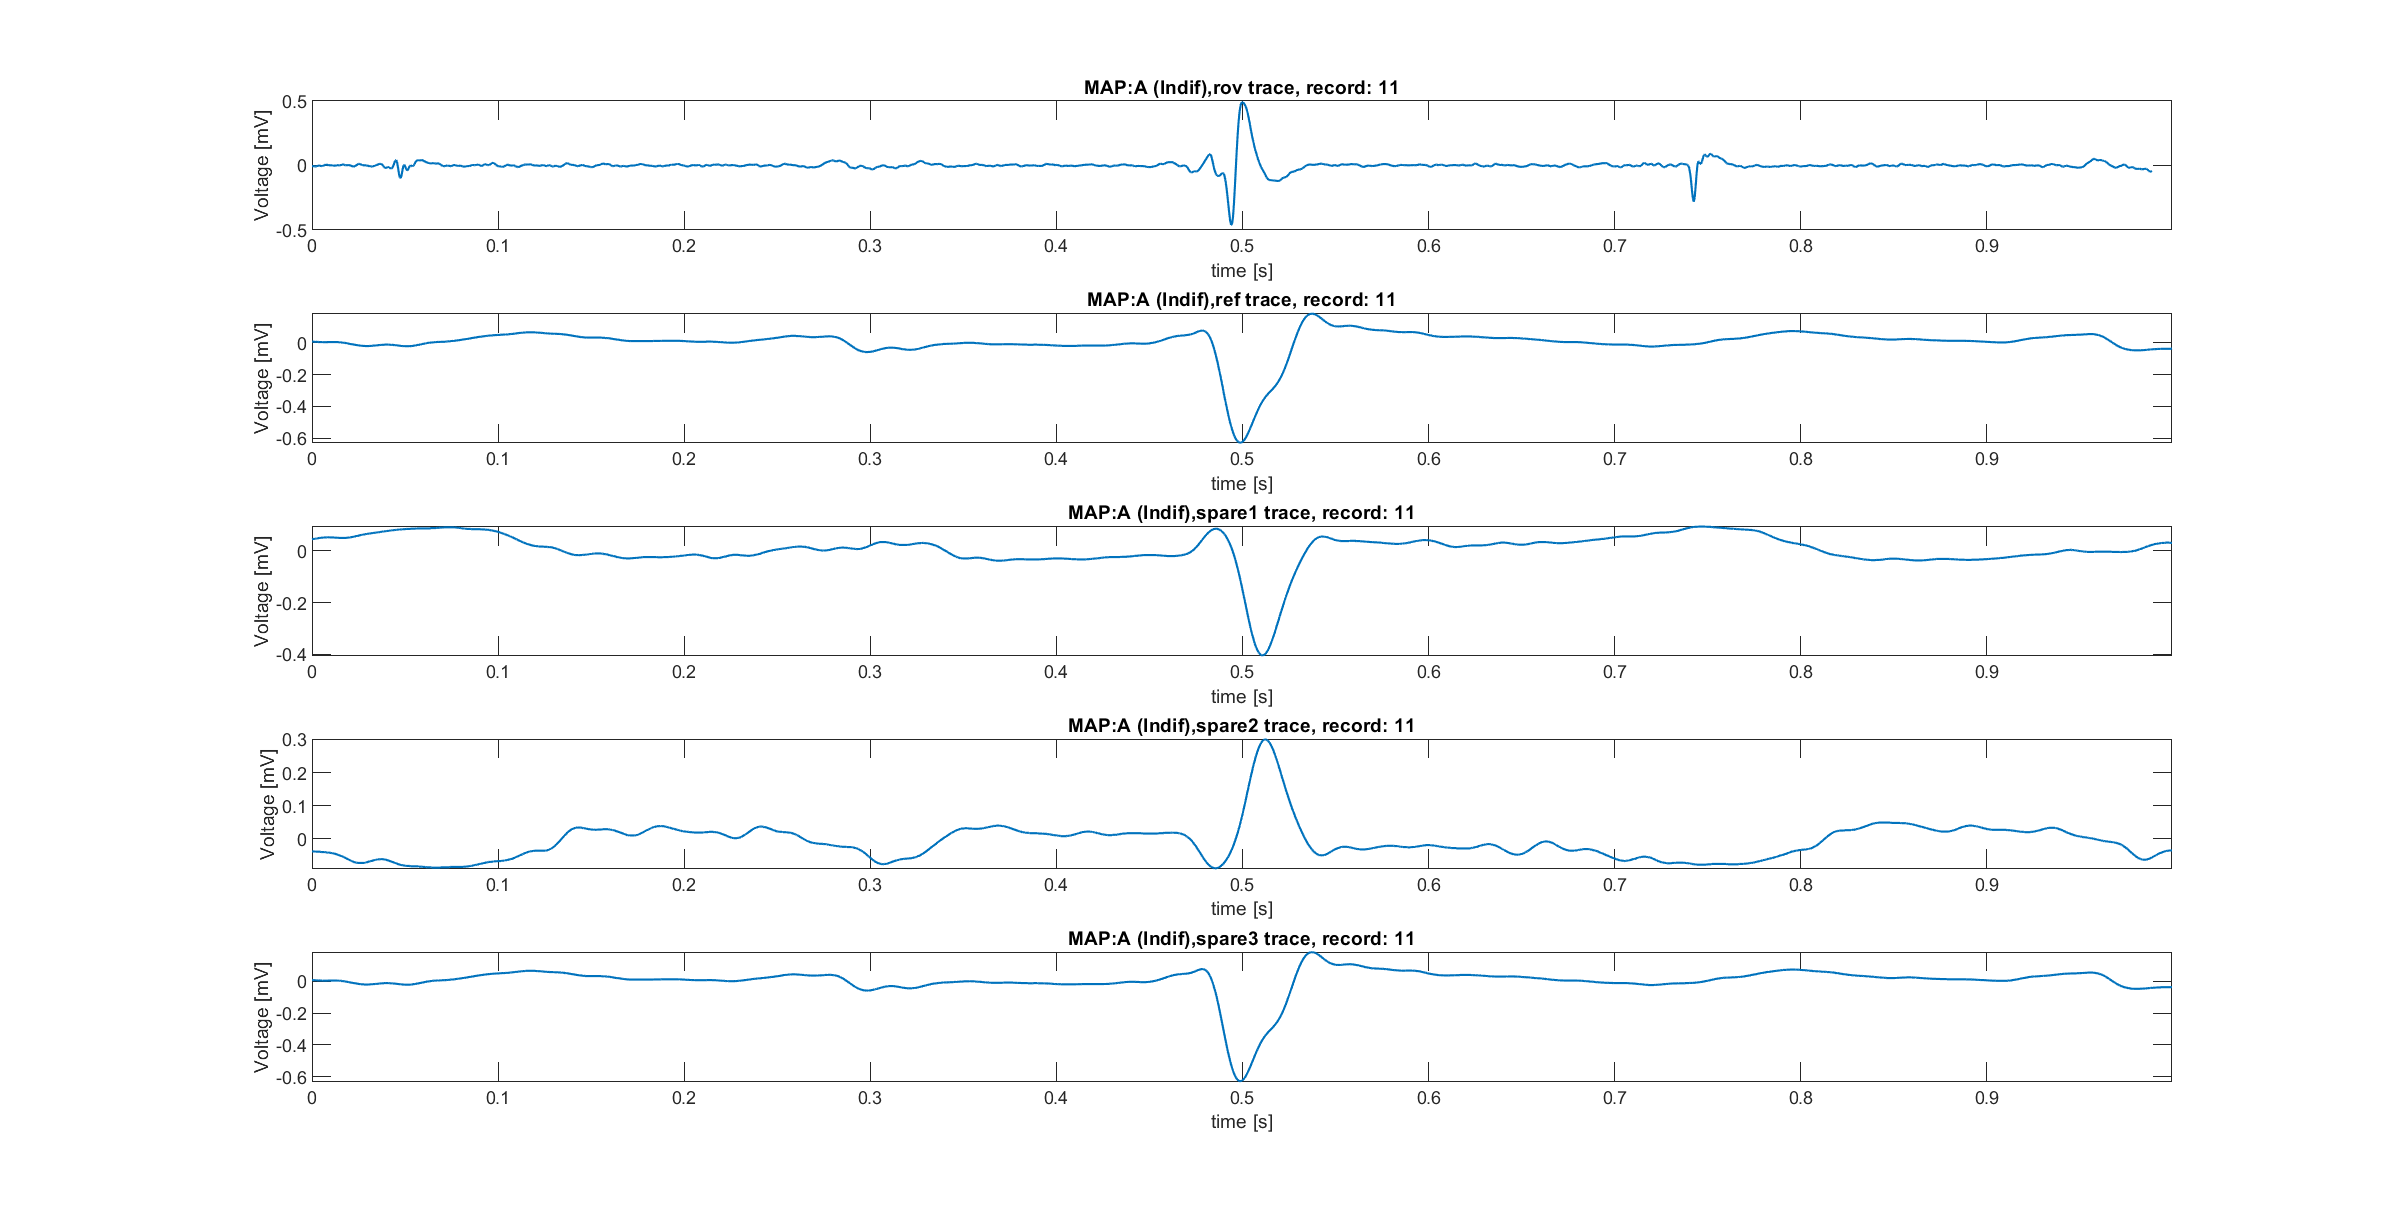 MAP:A (Indif),rov trace, record: 11
Voltage [mV]
0.5
0
-0.5
0 0.1 0.2 0.3 0.4 0.5 0.6 0.7 0.8 0.9
time [s]
MAP:A (Indif),ref trace, record: 11
Voltage [mV]
0
-0.2
-0.4
-0.6
0 0.1 0.2 0.3 0.4 0.5 0.6 0.7 0.8 0.9
time [s]
MAP:A (Indif),spare1 trace, record: 11
Voltage [mV]
0
-0.2
-0.4
0 0.1 0.2 0.3 0.4 0.5 0.6 0.7 0.8 0.9
time [s]
MAP:A (Indif),spare2 trace, record: 11
Voltage [mV]
0.3
0.2
0.1
0
0 0.1 0.2 0.3 0.4 0.5 0.6 0.7 0.8 0.9
time [s]
MAP:A (Indif),spare3 trace, record: 11
Voltage [mV]
0
-0.2
-0.4
-0.6
0 0.1 0.2 0.3 0.4 0.5 0.6 0.7 0.8 0.9
time [s]